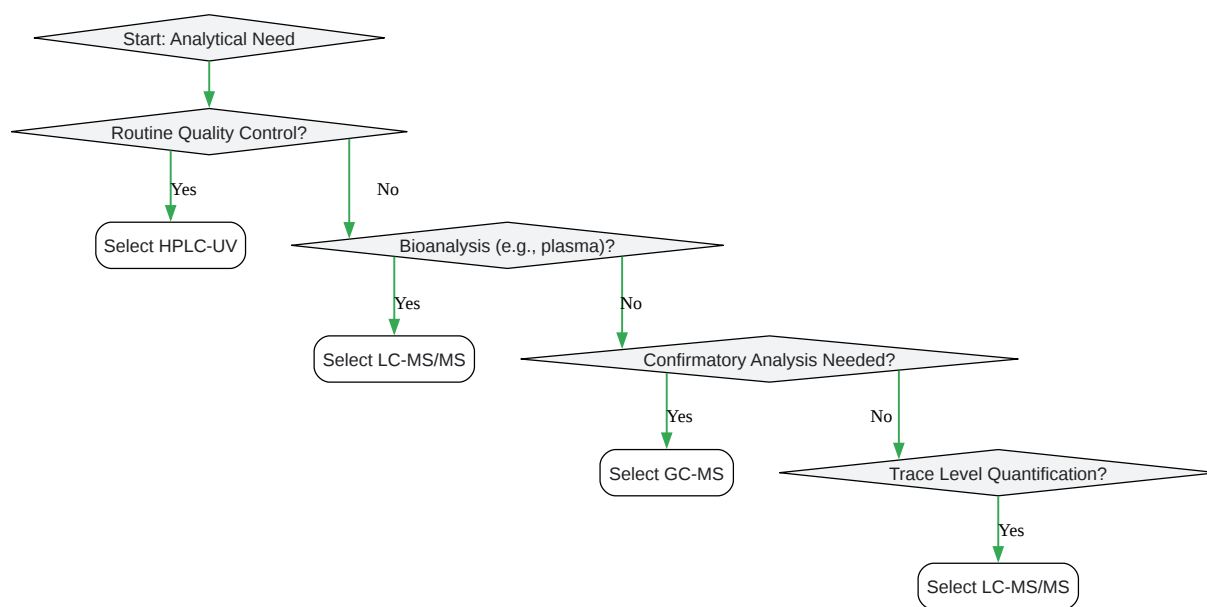 Start: Analytical Need
Routine Quality Control?
Yes
No
Select HPLC-UV
Bioanalysis (e.g., plasma)?
Yes
No
Select LC-MS/MS
Confirmatory Analysis Needed?
Yes
No
Select GC-MS
Trace Level Quantification?
Yes
Select LC-MS/MS